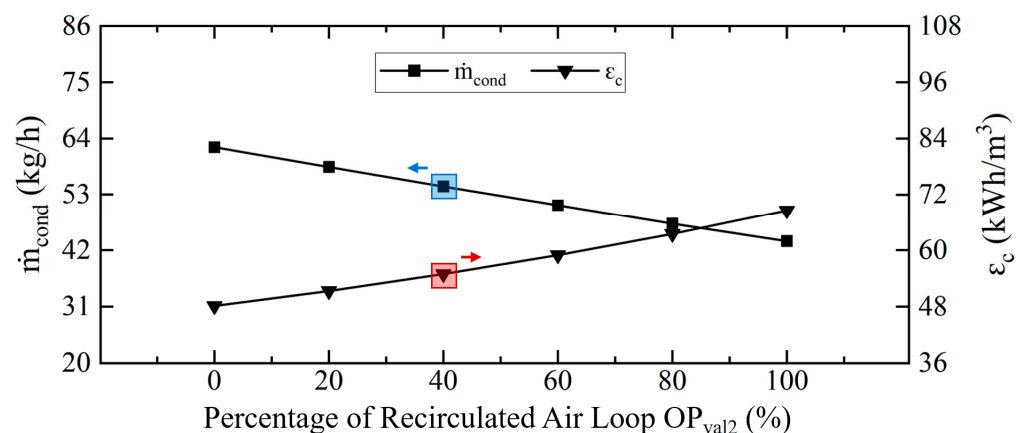 86 108
75 96
64 84
53 72
42 60
31 48
20 36
ṁcond εc
ṁcond (kg/h)
εc (kWh/m³)
0 20 40 60 80 100
Percentage of Recirculated Air Loop OPval2 (%)